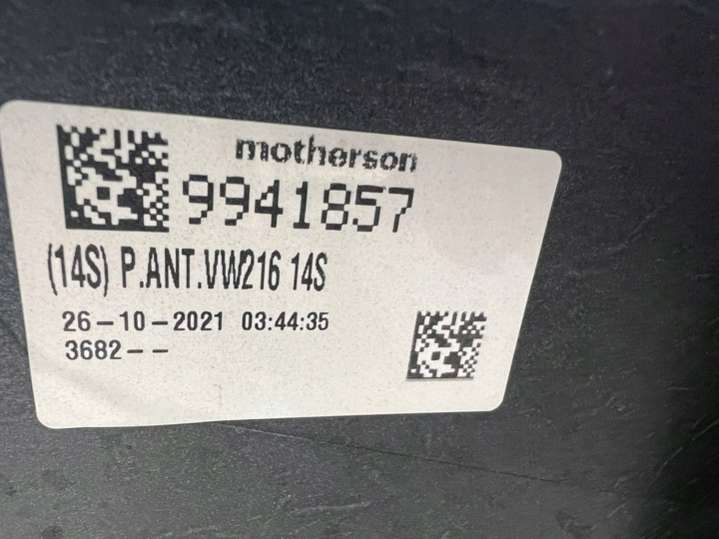 motherson
9941857
(14S) P.ANT.VW216 14S
26-10-2021 03:44:35
3682--